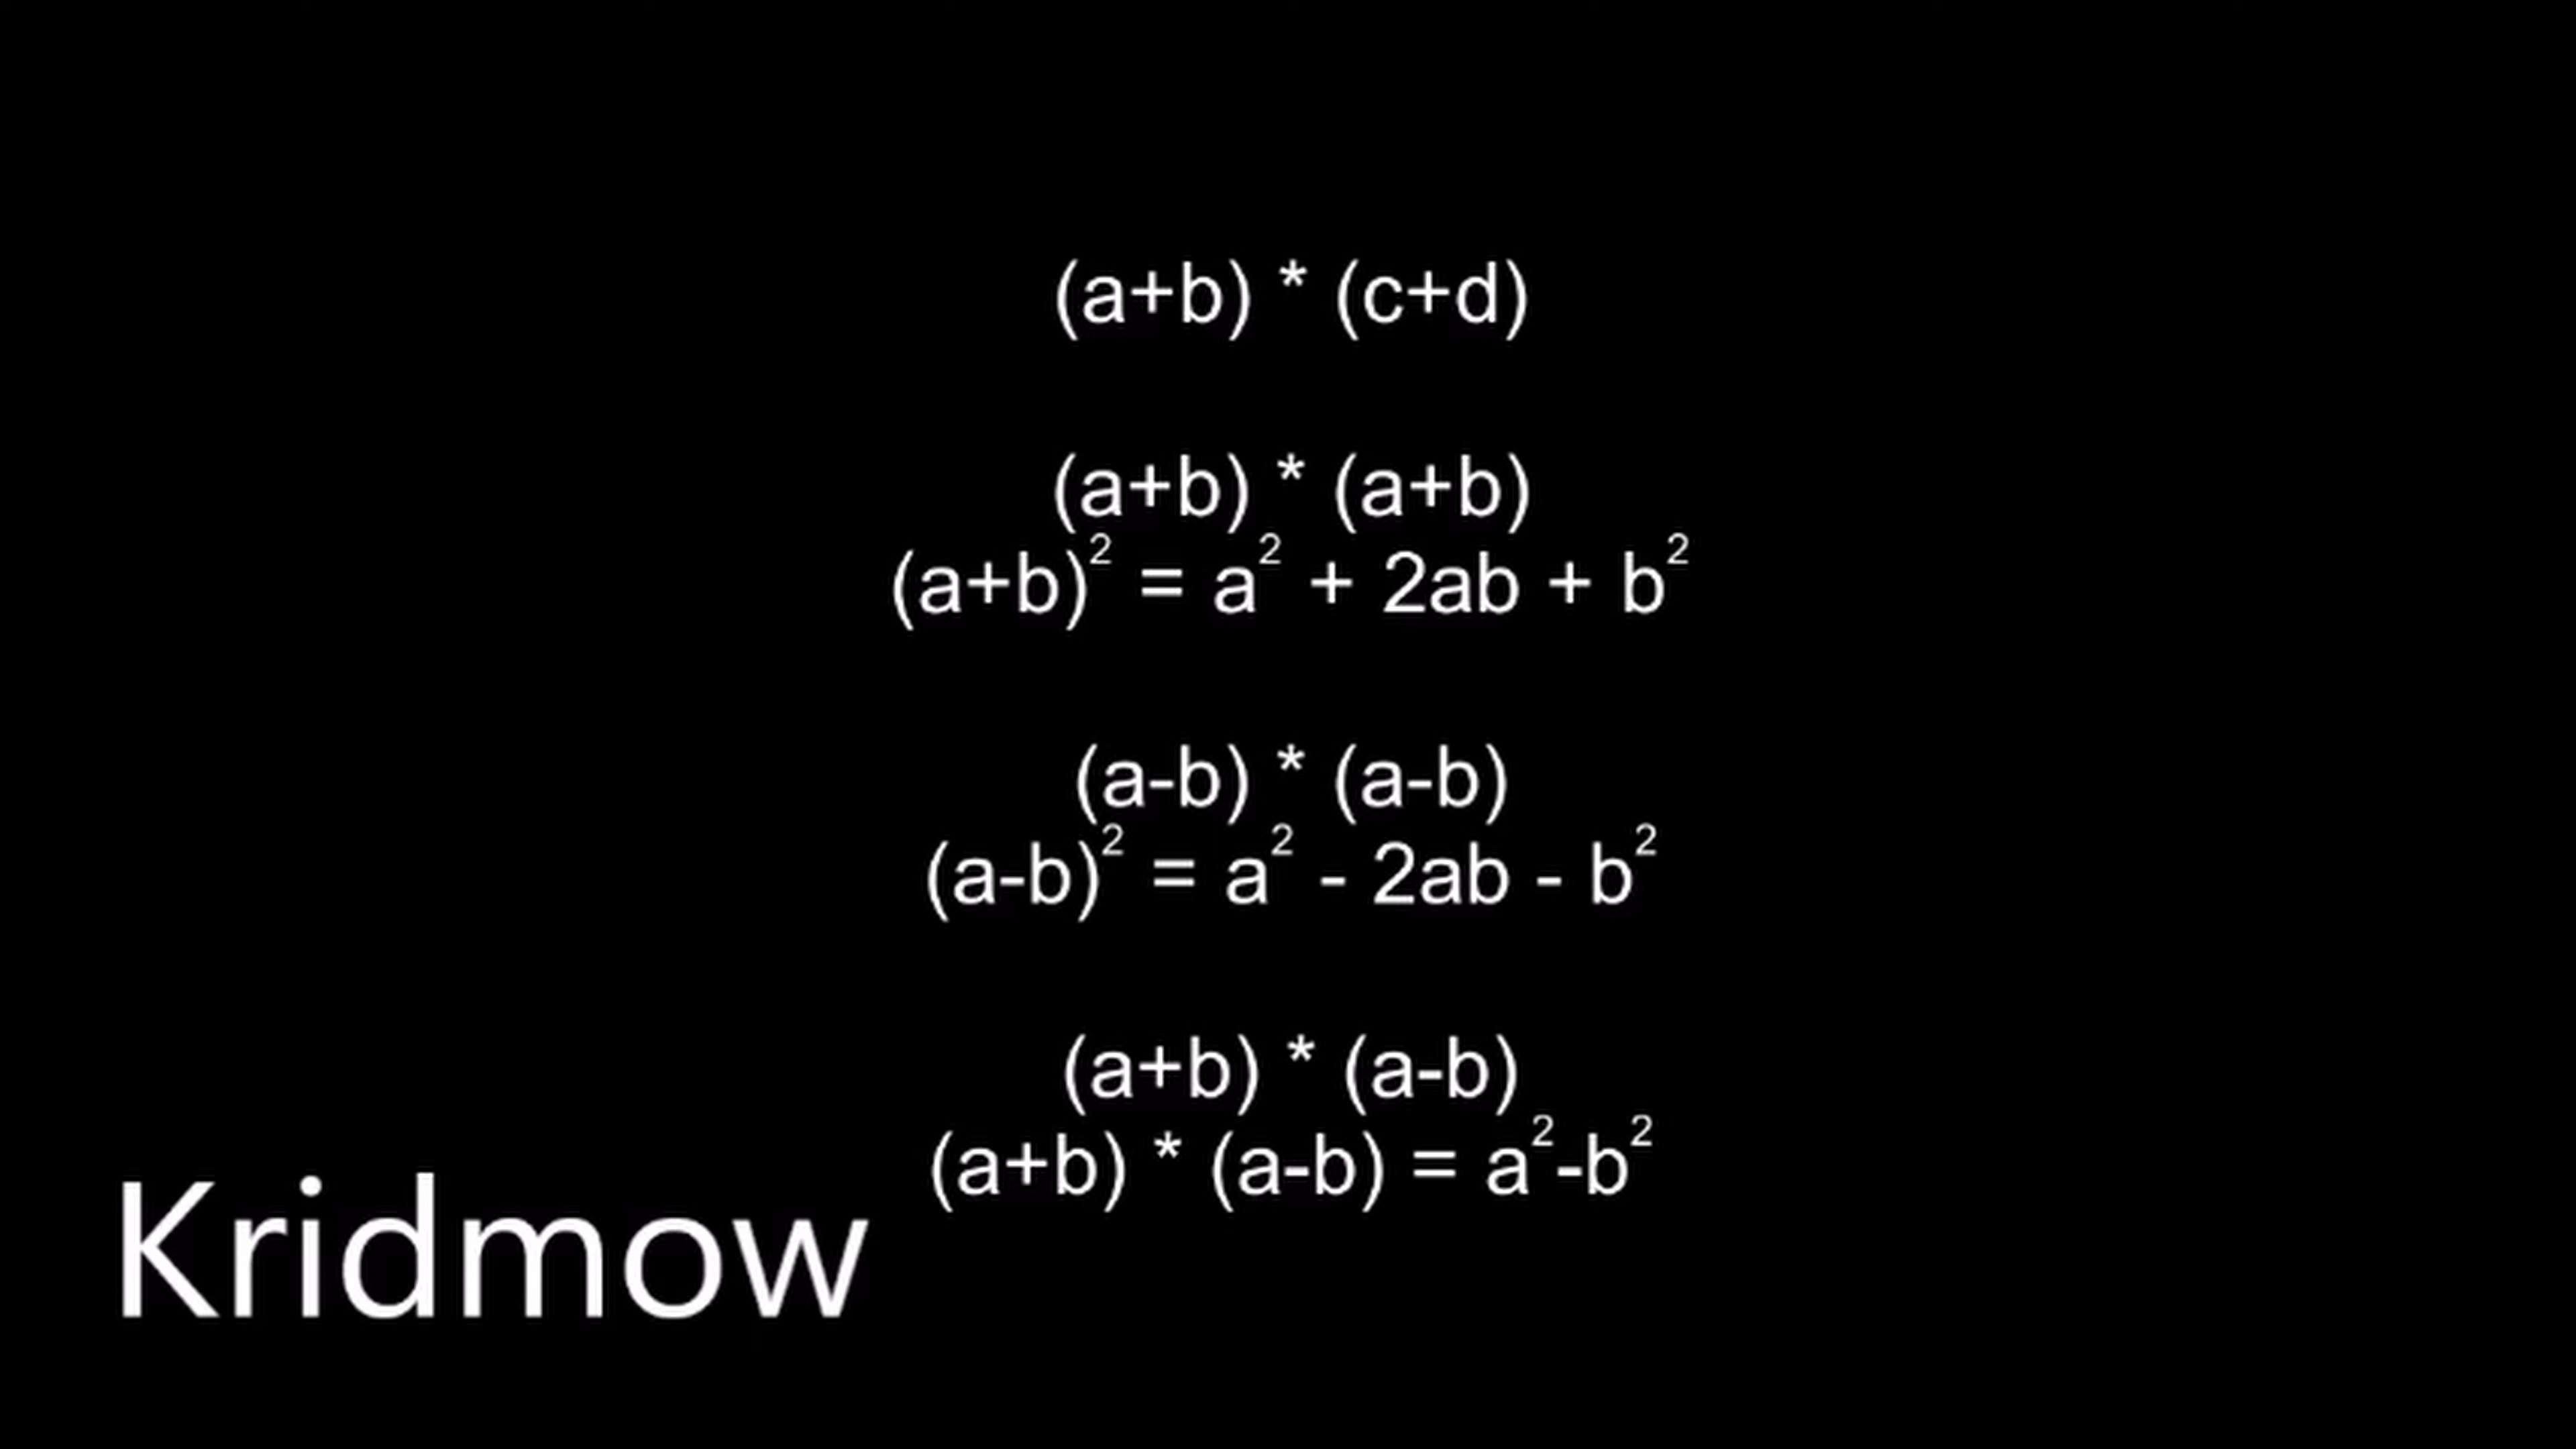 (a+b) * (c+d)
(a+b) * (a+b)
(a+b)² = a² + 2ab + b²
(a-b) * (a-b)
(a-b)² = a² - 2ab - b²
(a+b) * (a-b)
(a+b) * (a-b) = a²-b²
Kridmow